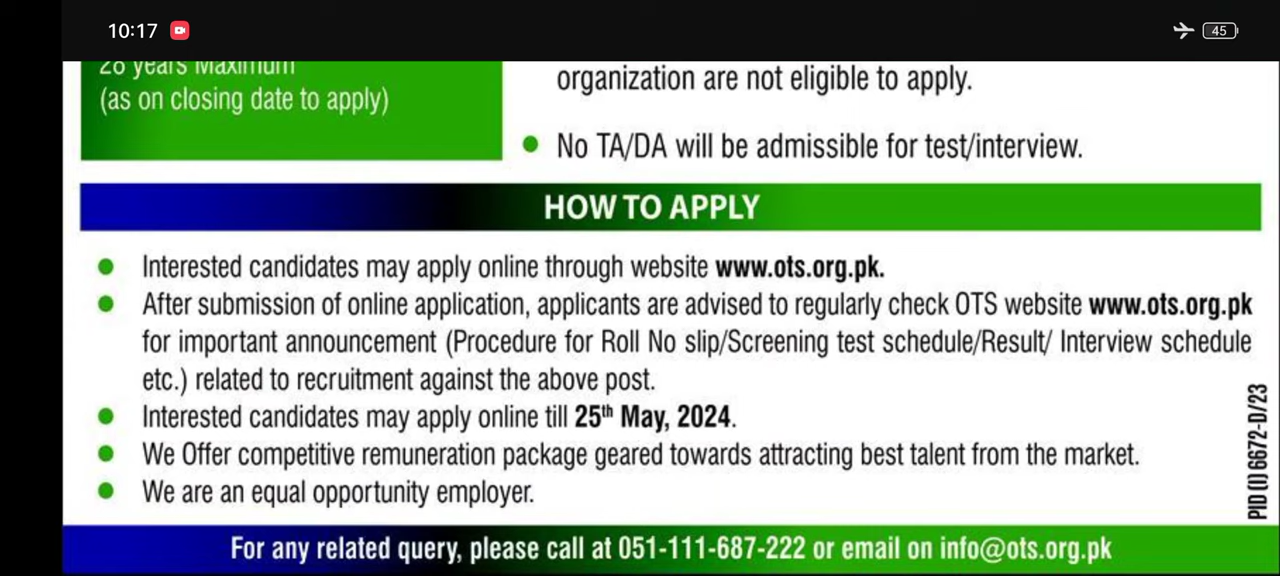 10:17
45
28 years Maximum
(as on closing date to apply)
organization are not eligible to apply.
No TA/DA will be admissible for test/interview.
HOW TO APPLY
Interested candidates may apply online through website www.ots.org.pk.
After submission of online application, applicants are advised to regularly check OTS website www.ots.org.pk
for important announcement (Procedure for Roll No slip/Screening test schedule/Result/ Interview schedule
etc.) related to recruitment against the above post.
Interested candidates may apply online till 25th May, 2024.
We Offer competitive remuneration package geared towards attracting best talent from the market.
We are an equal opportunity employer.
PID (I) 6672-D/23
For any related query, please call at 051-111-687-222 or email on info@ots.org.pk